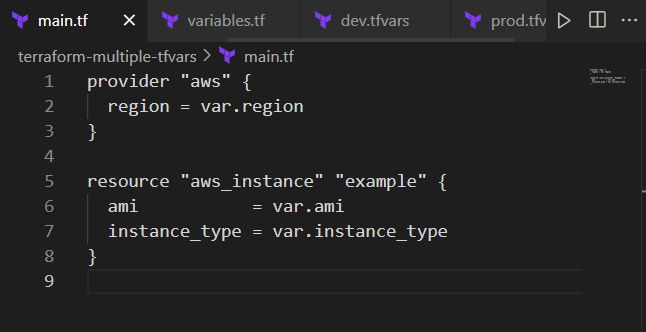 main.tf
variables.tf
dev.tfvars
prod.tfv
terraform-multiple-tfvars > main.tf
1 provider "aws" {
2   region = var.region
3 }
4
5 resource "aws_instance" "example" {
6   ami           = var.ami
7   instance_type = var.instance_type
8 }
9